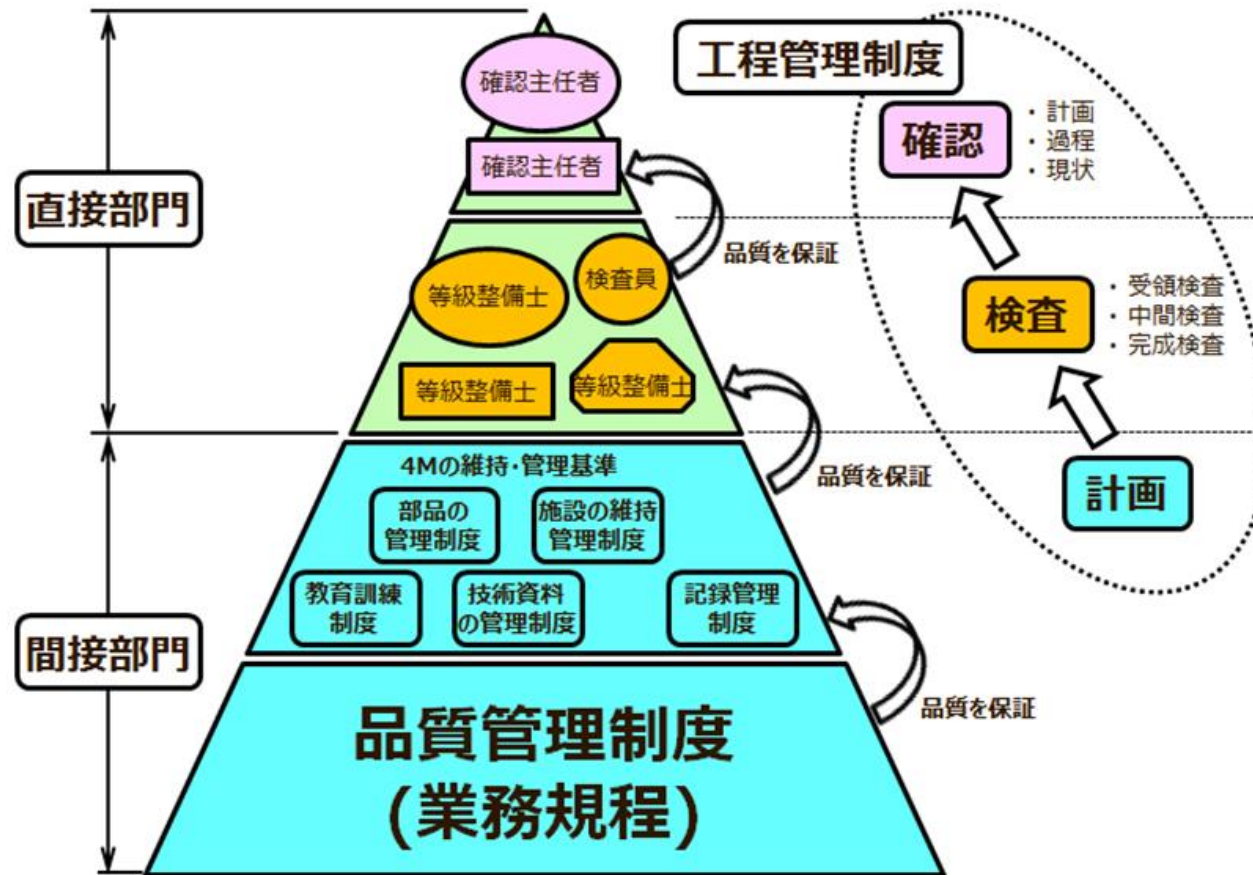 確認主任者
確認主任者
直接部門
等級整備士
検査員
等級整備士
等級整備士
品質を保証
品質を保証
4Mの維持・管理基準
部品の
管理制度
施設の維持
管理制度
教育訓練
制度
技術資料
の管理制度
記録管理
制度
間接部門
品質を保証
品質管理制度
(業務規程)
工程管理制度
確認
・計画
・過程
・現状
検査
・受領検査
・中間検査
・完成検査
計画